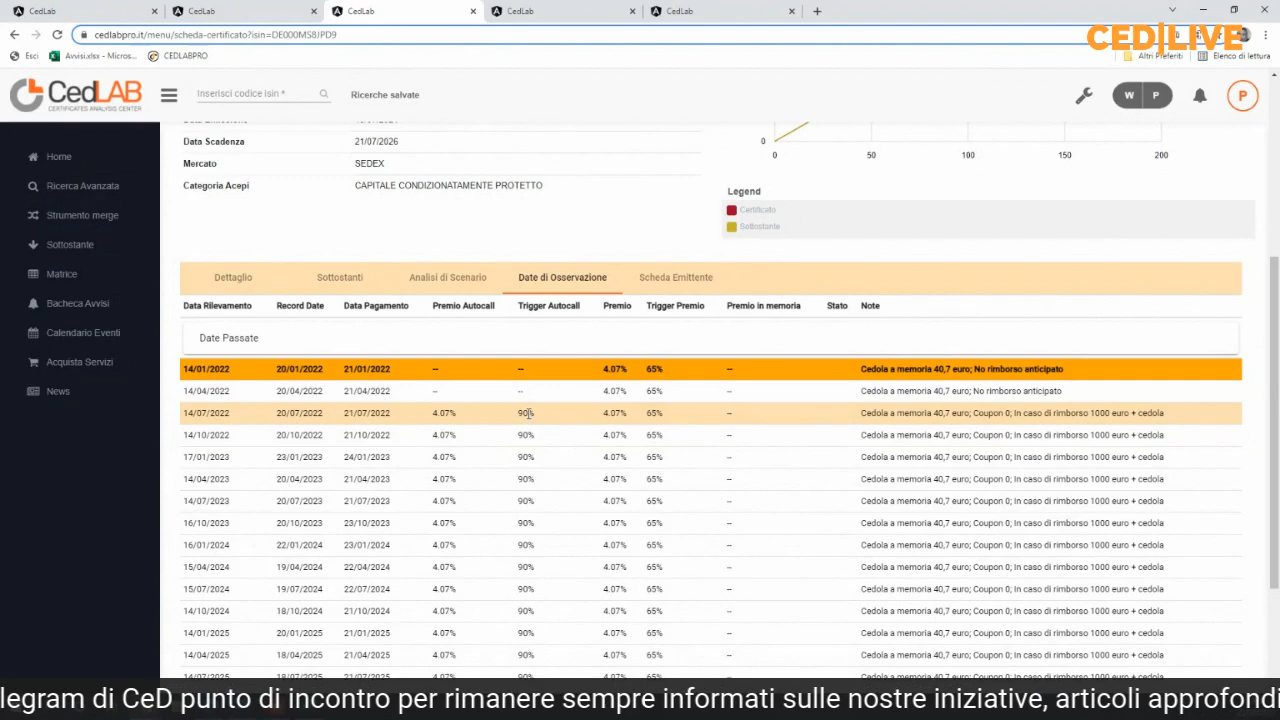 CedLab
CedLab
CedLab
CedLab
CedLab
cedlabpro.it/menu/scheda-certificato?isin=DE000MS8JPD9
CED|LIVE
Esci
Avvisi.xlsx - Micros...
CEDLABPRO
Altri Preferiti
Elenco di lettura
CedLAB
CERTIFICATES ANALYSIS CENTER
Inserisci codice isin *
Ricerche salvate
W P
P
Home
Ricerca Avanzata
Strumento merge
Sottostante
Matrice
Bacheca Avvisi
Calendario Eventi
Acquista Servizi
News
Data Scadenza 21/07/2026
Mercato SEDEX
Categoria Acepi CAPITALE CONDIZIONATAMENTE PROTETTO
0
0 50 100 150 200
Legend
Certificato
Sottostante
Dettaglio Sottostanti Analisi di Scenario Date di Osservazione Scheda Emittente
Data Rilevamento Record Date Data Pagamento Premio Autocall Trigger Autocall Premio Trigger Premio Premio in memoria Stato Note
Date Passate
14/01/2022 20/01/2022 21/01/2022 -- -- 4.07% 65% -- Cedola a memoria 40,7 euro; No rimborso anticipato
14/04/2022 20/04/2022 21/04/2022 -- -- 4.07% 65% -- Cedola a memoria 40,7 euro; No rimborso anticipato
14/07/2022 20/07/2022 21/07/2022 4.07% 90% 4.07% 65% -- Cedola a memoria 40,7 euro; Coupon 0; In caso di rimborso 1000 euro + cedola
14/10/2022 20/10/2022 21/10/2022 4.07% 90% 4.07% 65% -- Cedola a memoria 40,7 euro; Coupon 0; In caso di rimborso 1000 euro + cedola
17/01/2023 23/01/2023 24/01/2023 4.07% 90% 4.07% 65% -- Cedola a memoria 40,7 euro; Coupon 0; In caso di rimborso 1000 euro + cedola
14/04/2023 20/04/2023 21/04/2023 4.07% 90% 4.07% 65% -- Cedola a memoria 40,7 euro; Coupon 0; In caso di rimborso 1000 euro + cedola
14/07/2023 20/07/2023 21/07/2023 4.07% 90% 4.07% 65% -- Cedola a memoria 40,7 euro; Coupon 0; In caso di rimborso 1000 euro + cedola
16/10/2023 20/10/2023 23/10/2023 4.07% 90% 4.07% 65% -- Cedola a memoria 40,7 euro; Coupon 0; In caso di rimborso 1000 euro + cedola
16/01/2024 22/01/2024 23/01/2024 4.07% 90% 4.07% 65% -- Cedola a memoria 40,7 euro; Coupon 0; In caso di rimborso 1000 euro + cedola
15/04/2024 19/04/2024 22/04/2024 4.07% 90% 4.07% 65% -- Cedola a memoria 40,7 euro; Coupon 0; In caso di rimborso 1000 euro + cedola
15/07/2024 19/07/2024 22/07/2024 4.07% 90% 4.07% 65% -- Cedola a memoria 40,7 euro; Coupon 0; In caso di rimborso 1000 euro + cedola
14/10/2024 18/10/2024 21/10/2024 4.07% 90% 4.07% 65% -- Cedola a memoria 40,7 euro; Coupon 0; In caso di rimborso 1000 euro + cedola
14/01/2025 20/01/2025 21/01/2025 4.07% 90% 4.07% 65% -- Cedola a memoria 40,7 euro; Coupon 0; In caso di rimborso 1000 euro + cedola
14/04/2025 18/04/2025 21/04/2025 4.07% 90% 4.07% 65% -- Cedola a memoria 40,7 euro; Coupon 0; In caso di rimborso 1000 euro + cedola
legram di CeD punto di incontro per rimanere sempre informati sulle nostre iniziative, articoli approfondi